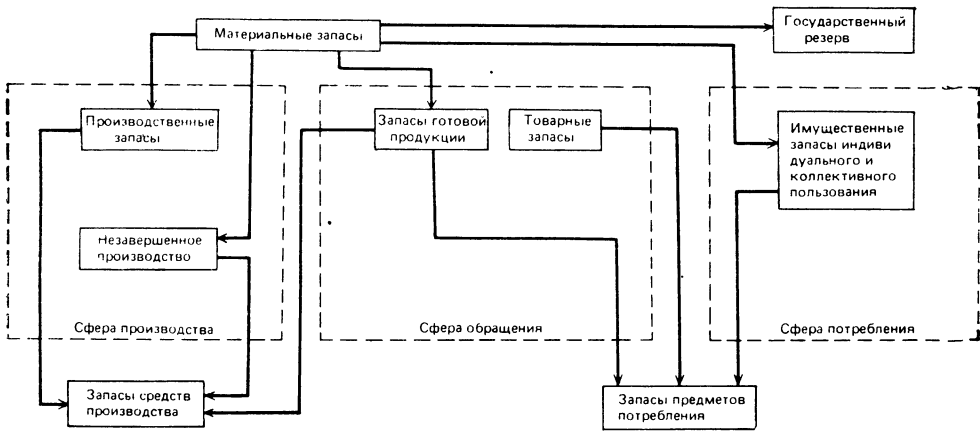 Материальные запасы
Государственный
резерв
Производственные
запасы
Запасы готовой
продукции
Товарные
запасы
Имущественные
запасы индиви
дуального и
коллективного
пользования
Незавершенное
производство
Сфера производства
Сфера обращения
Сфера потребления
Запасы средств
производства
Запасы предметов
потребления